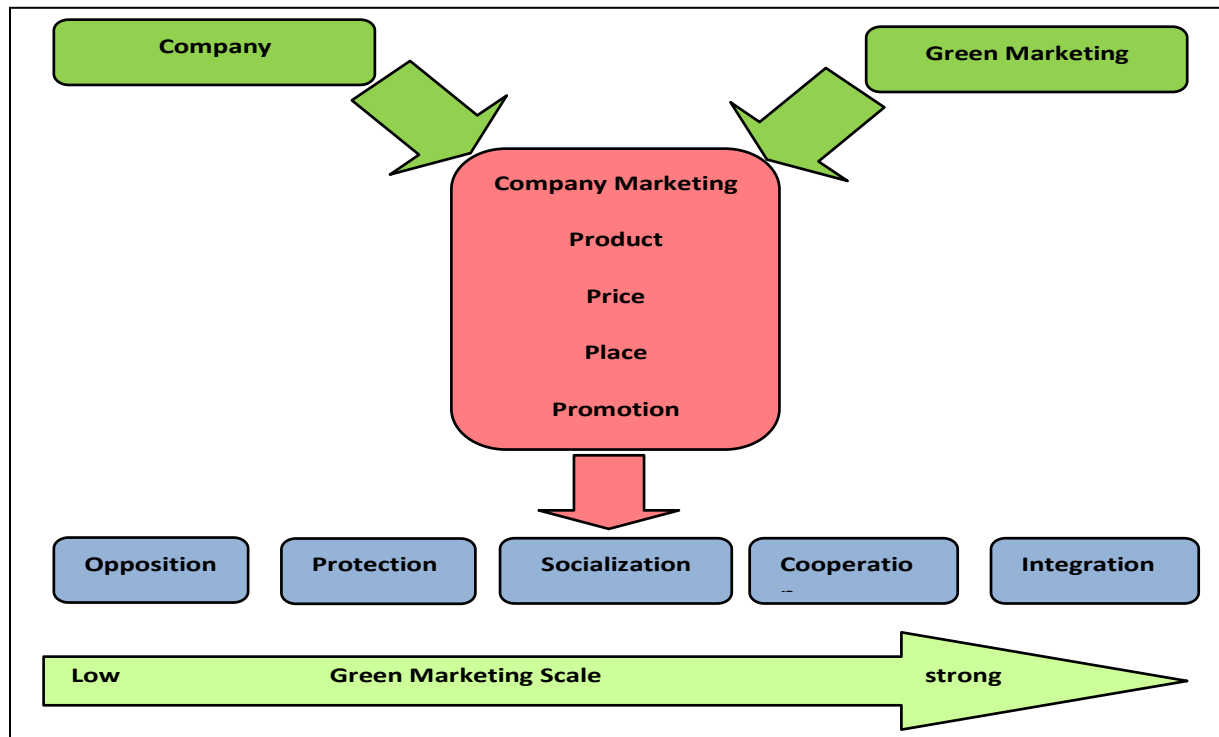 Company
Green Marketing
Company Marketing
Product
Price
Place
Promotion
Opposition
Protection
Socialization
Cooperatio
Integration
Low
Green Marketing Scale
strong